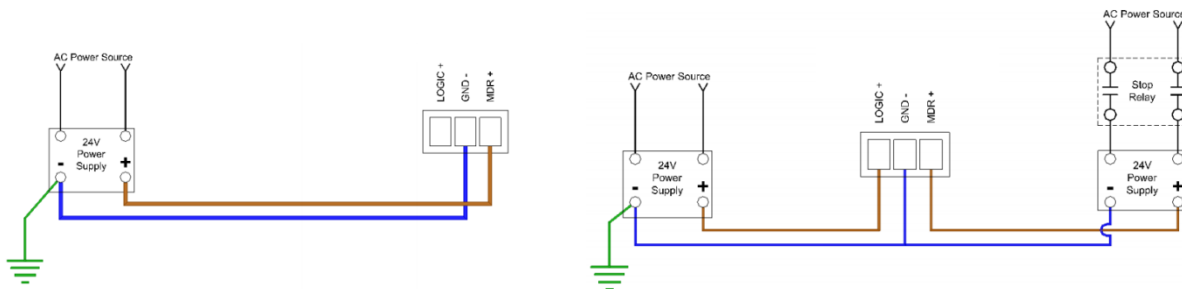 AC Power Source
24V
Power
Supply
-
+
LOGIC +
GND -
MDR +
AC Power Source
24V
Power
Supply
-
+
LOGIC +
GND -
MDR +
AC Power Source
Stop
Relay
24V
Power
Supply
-
+